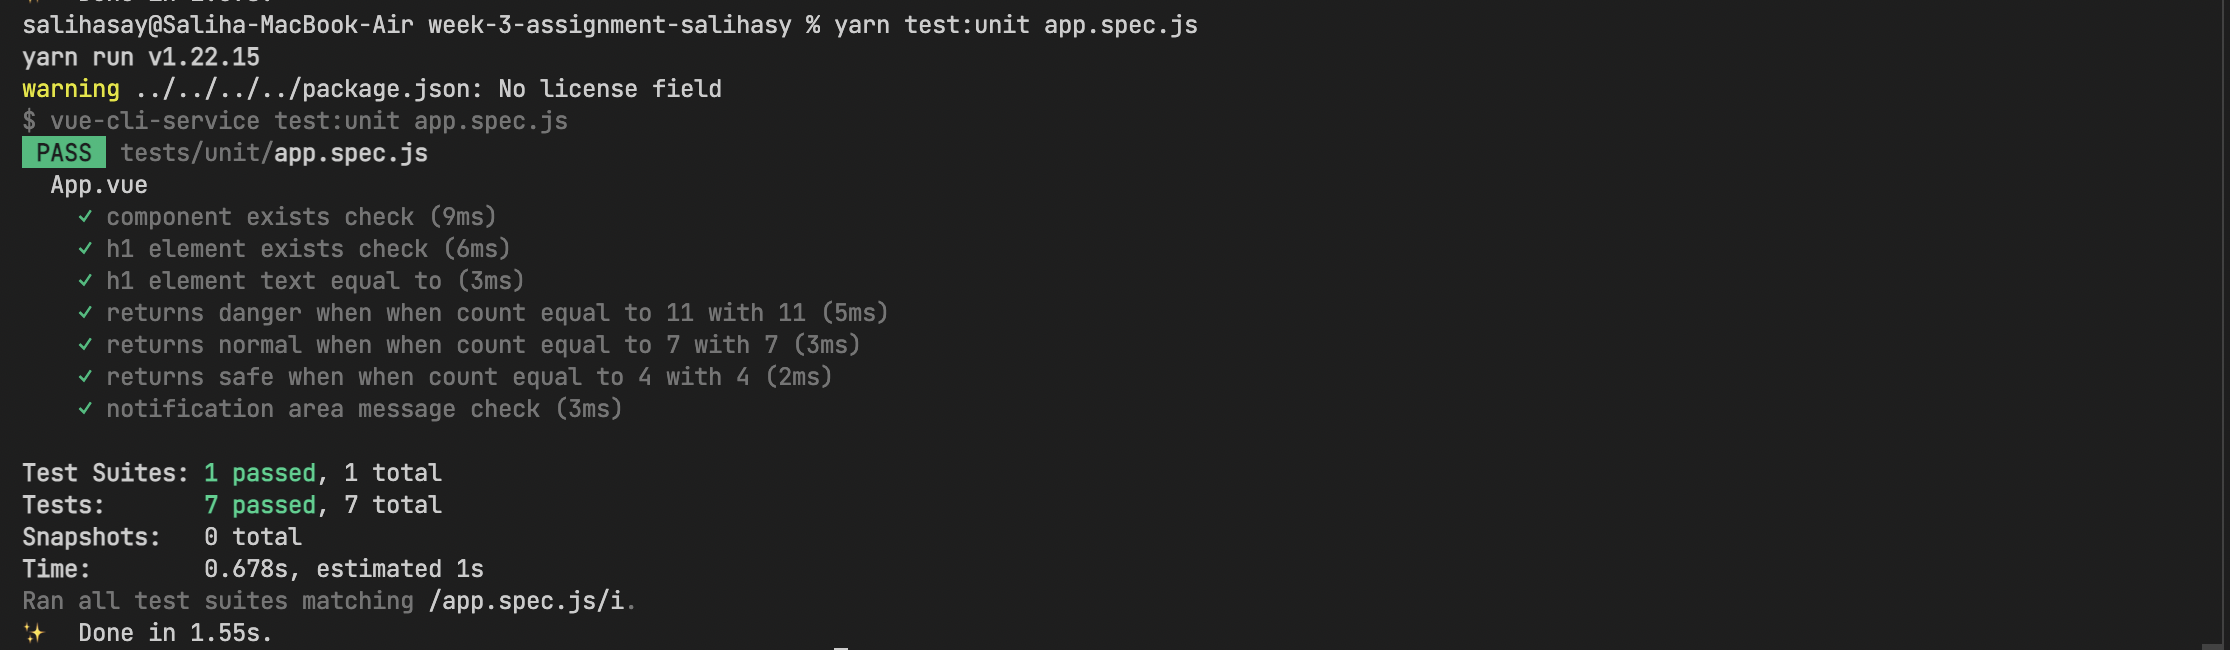 ✨  Done in 1.
salihasay@Saliha-MacBook-Air week-3-assignment-salihasy % yarn test:unit app.spec.js
yarn run v1.22.15
warning ../../../../package.json: No license field
$ vue-cli-service test:unit app.spec.js
PASS tests/unit/app.spec.js
App.vue
✓ component exists check (9ms)
✓ h1 element exists check (6ms)
✓ h1 element text equal to (3ms)
✓ returns danger when when count equal to 11 with 11 (5ms)
✓ returns normal when when count equal to 7 with 7 (3ms)
✓ returns safe when when count equal to 4 with 4 (2ms)
✓ notification area message check (3ms)
Test Suites: 1 passed, 1 total
Tests: 7 passed, 7 total
Snapshots: 0 total
Time: 0.678s, estimated 1s
Ran all test suites matching /app.spec.js/i.
✨ Done in 1.55s.